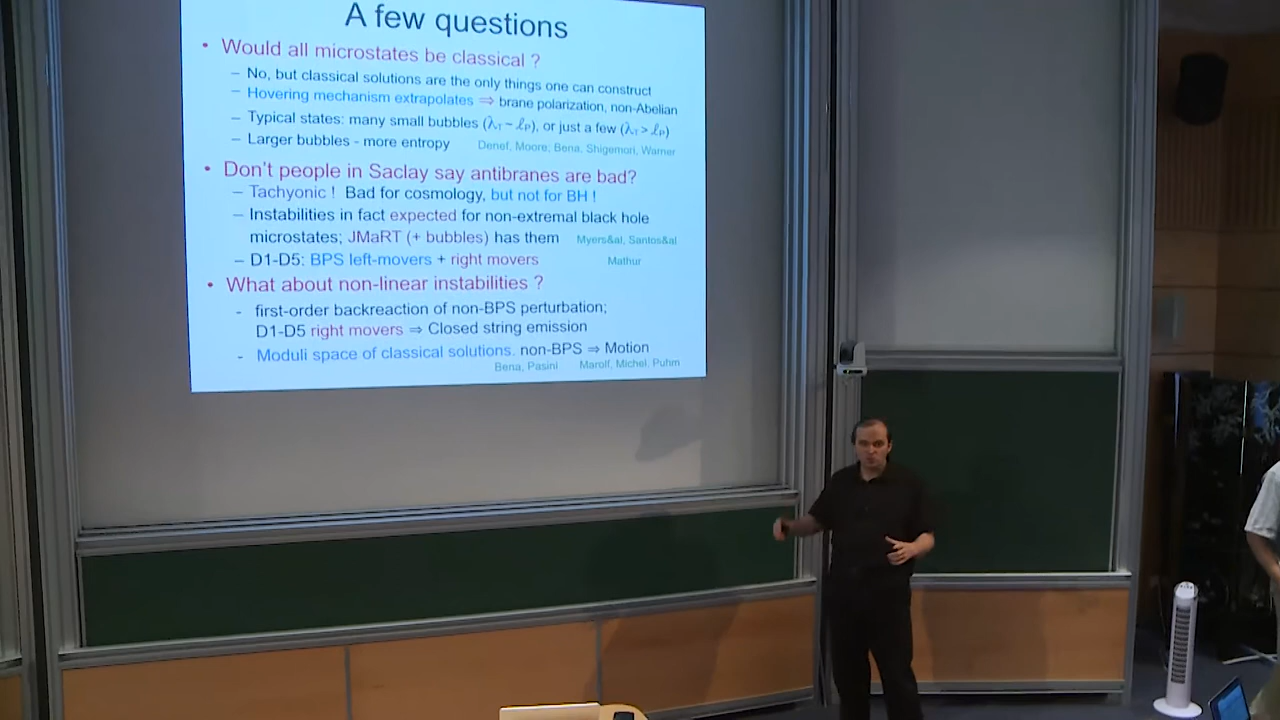 A few questions
• Would all microstates be classical ?
– No, but classical solutions are the only things one can construct
– Hovering mechanism extrapolates ⇒ brane polarization, non-Abelian
– Typical states: many small bubbles (λT ~ ℓP), or just a few (λT > ℓP)
– Larger bubbles - more entropy Denef, Moore; Bena, Shigemori, Warner
• Don't people in Saclay say antibranes are bad?
– Tachyonic ! Bad for cosmology, but not for BH !
– Instabilities in fact expected for non-extremal black hole
microstates; JMaRT (+ bubbles) has them Myers&al, Santos&al
– D1-D5: BPS left-movers + right movers Mathur
• What about non-linear instabilities ?
- first-order backreaction of non-BPS perturbation;
D1-D5 right movers ⇒ Closed string emission
- Moduli space of classical solutions. non-BPS ⇒ Motion
Bena, Pasini Marolf, Michel, Puhm